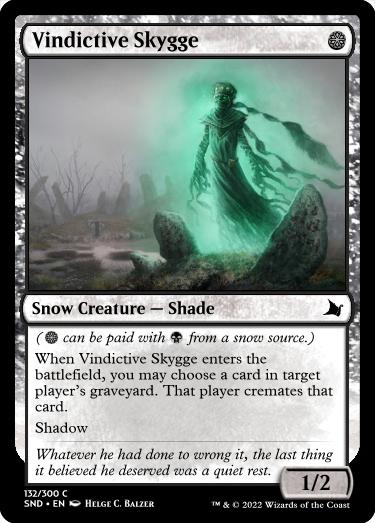 Vindictive Skygge
Snow Creature — Shade
( can be paid with from a snow source.)
When Vindictive Skygge enters the
battlefield, you may choose a card in target
player's graveyard. That player cremates that
card.
Shadow
Whatever he had done to wrong it, the last thing
it believed he deserved was a quiet rest.
1/2
132/300 C
SND • EN HELGE C. BALZER
™ & © 2022 Wizards of the Coast